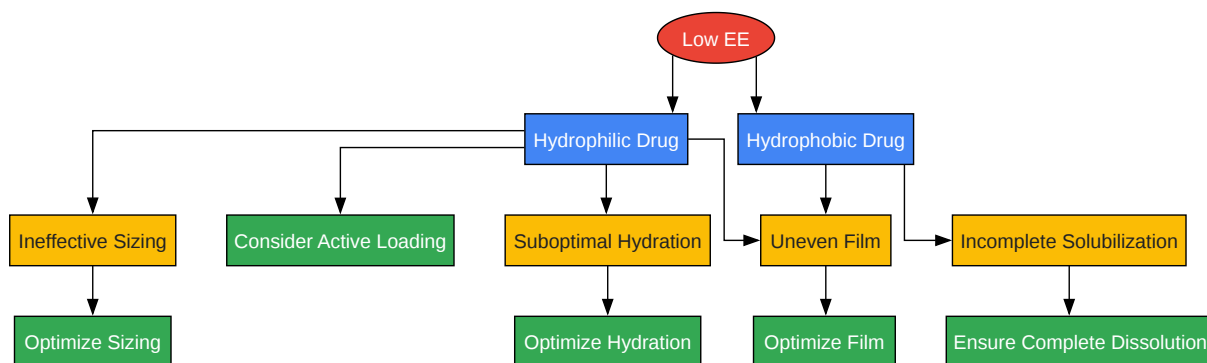 Low EE
Hydrophilic Drug
Hydrophobic Drug
Ineffective Sizing
Consider Active Loading
Suboptimal Hydration
Uneven Film
Incomplete Solubilization
Optimize Sizing
Optimize Hydration
Optimize Film
Ensure Complete Dissolution